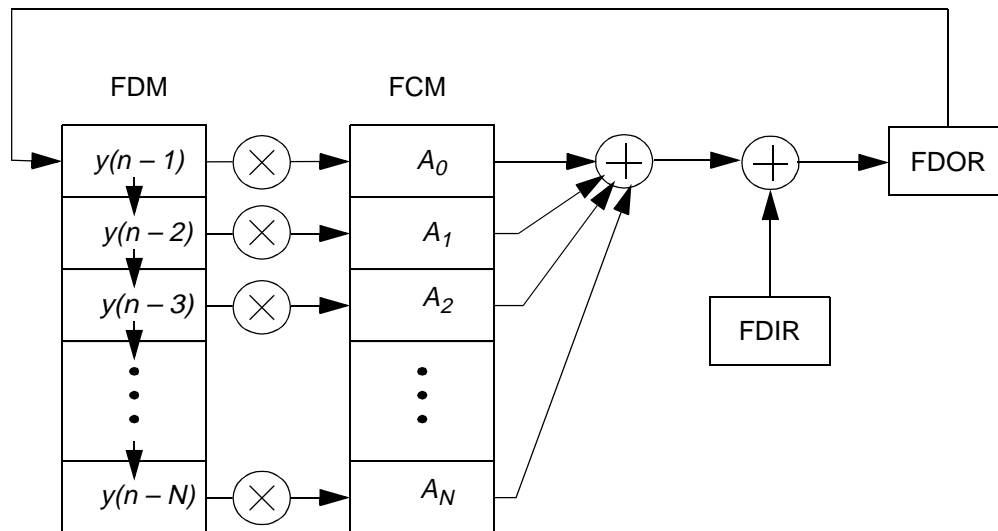 FDM FCM
y(n – 1) A0 FDOR
y(n – 2) A1
y(n – 3) A2
FDIR
y(n – N) AN